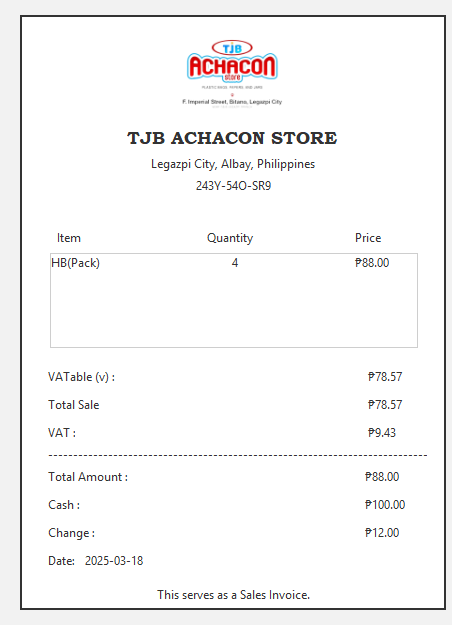 TJB
ACHACON
store
PLASTIC BAGS, PAPERS, AND LINES
F. Imperial Street, Bitano, Legazpi City
TJB ACHACON STORE
Legazpi City, Albay, Philippines
243Y-54O-SR9
Item Quantity Price
HB(Pack) 4 ₱88.00
VATable (v) : ₱78.57
Total Sale ₱78.57
VAT : ₱9.43
Total Amount : ₱88.00
Cash : ₱100.00
Change : ₱12.00
Date: 2025-03-18
This serves as a Sales Invoice.